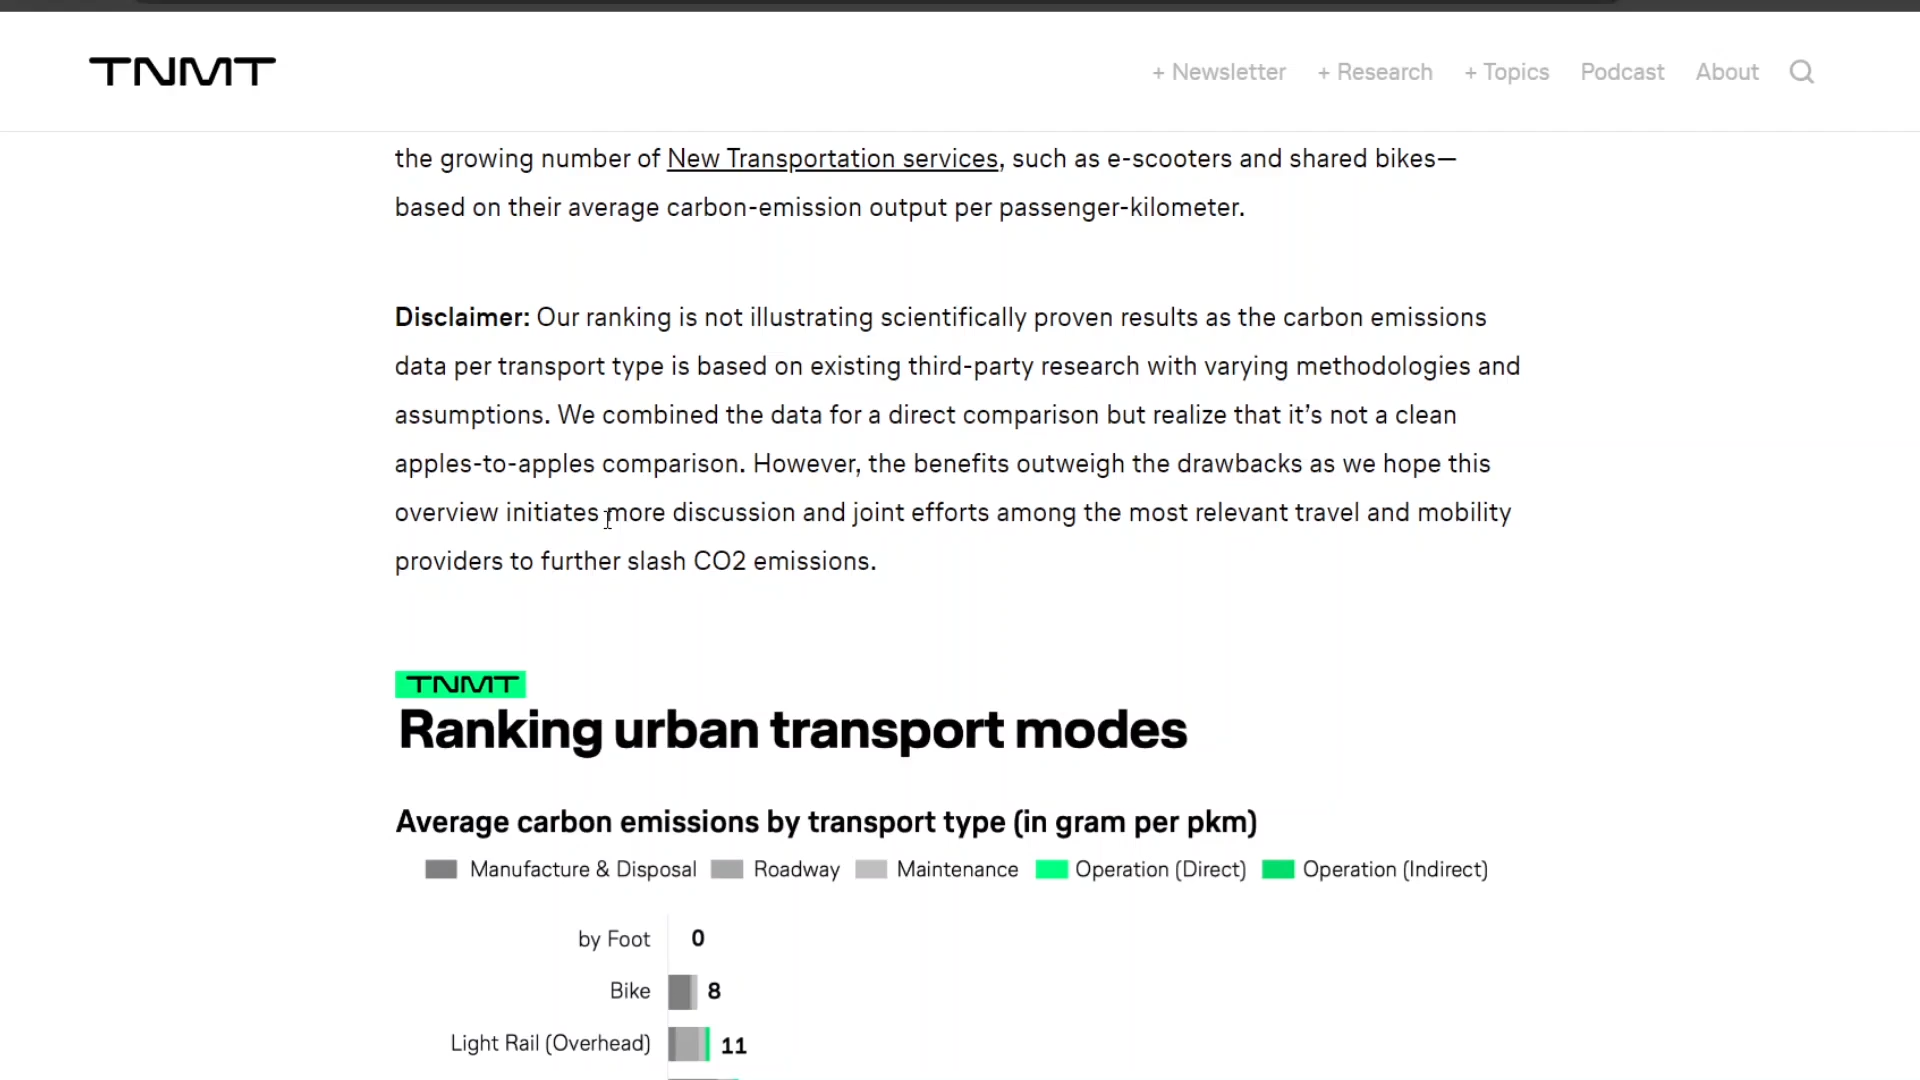 TNMT
+ Newsletter + Research + Topics Podcast About
the growing number of New Transportation services, such as e-scooters and shared bikes—
based on their average carbon-emission output per passenger-kilometer.
Disclaimer: Our ranking is not illustrating scientifically proven results as the carbon emissions
data per transport type is based on existing third-party research with varying methodologies and
assumptions. We combined the data for a direct comparison but realize that it’s not a clean
apples-to-apples comparison. However, the benefits outweigh the drawbacks as we hope this
overview initiates more discussion and joint efforts among the most relevant travel and mobility
providers to further slash CO2 emissions.
TNMT
Ranking urban transport modes
Average carbon emissions by transport type (in gram per pkm)
Manufacture & Disposal Roadway Maintenance Operation (Direct) Operation (Indirect)
by Foot 0
Bike 8
Light Rail (Overhead) 11